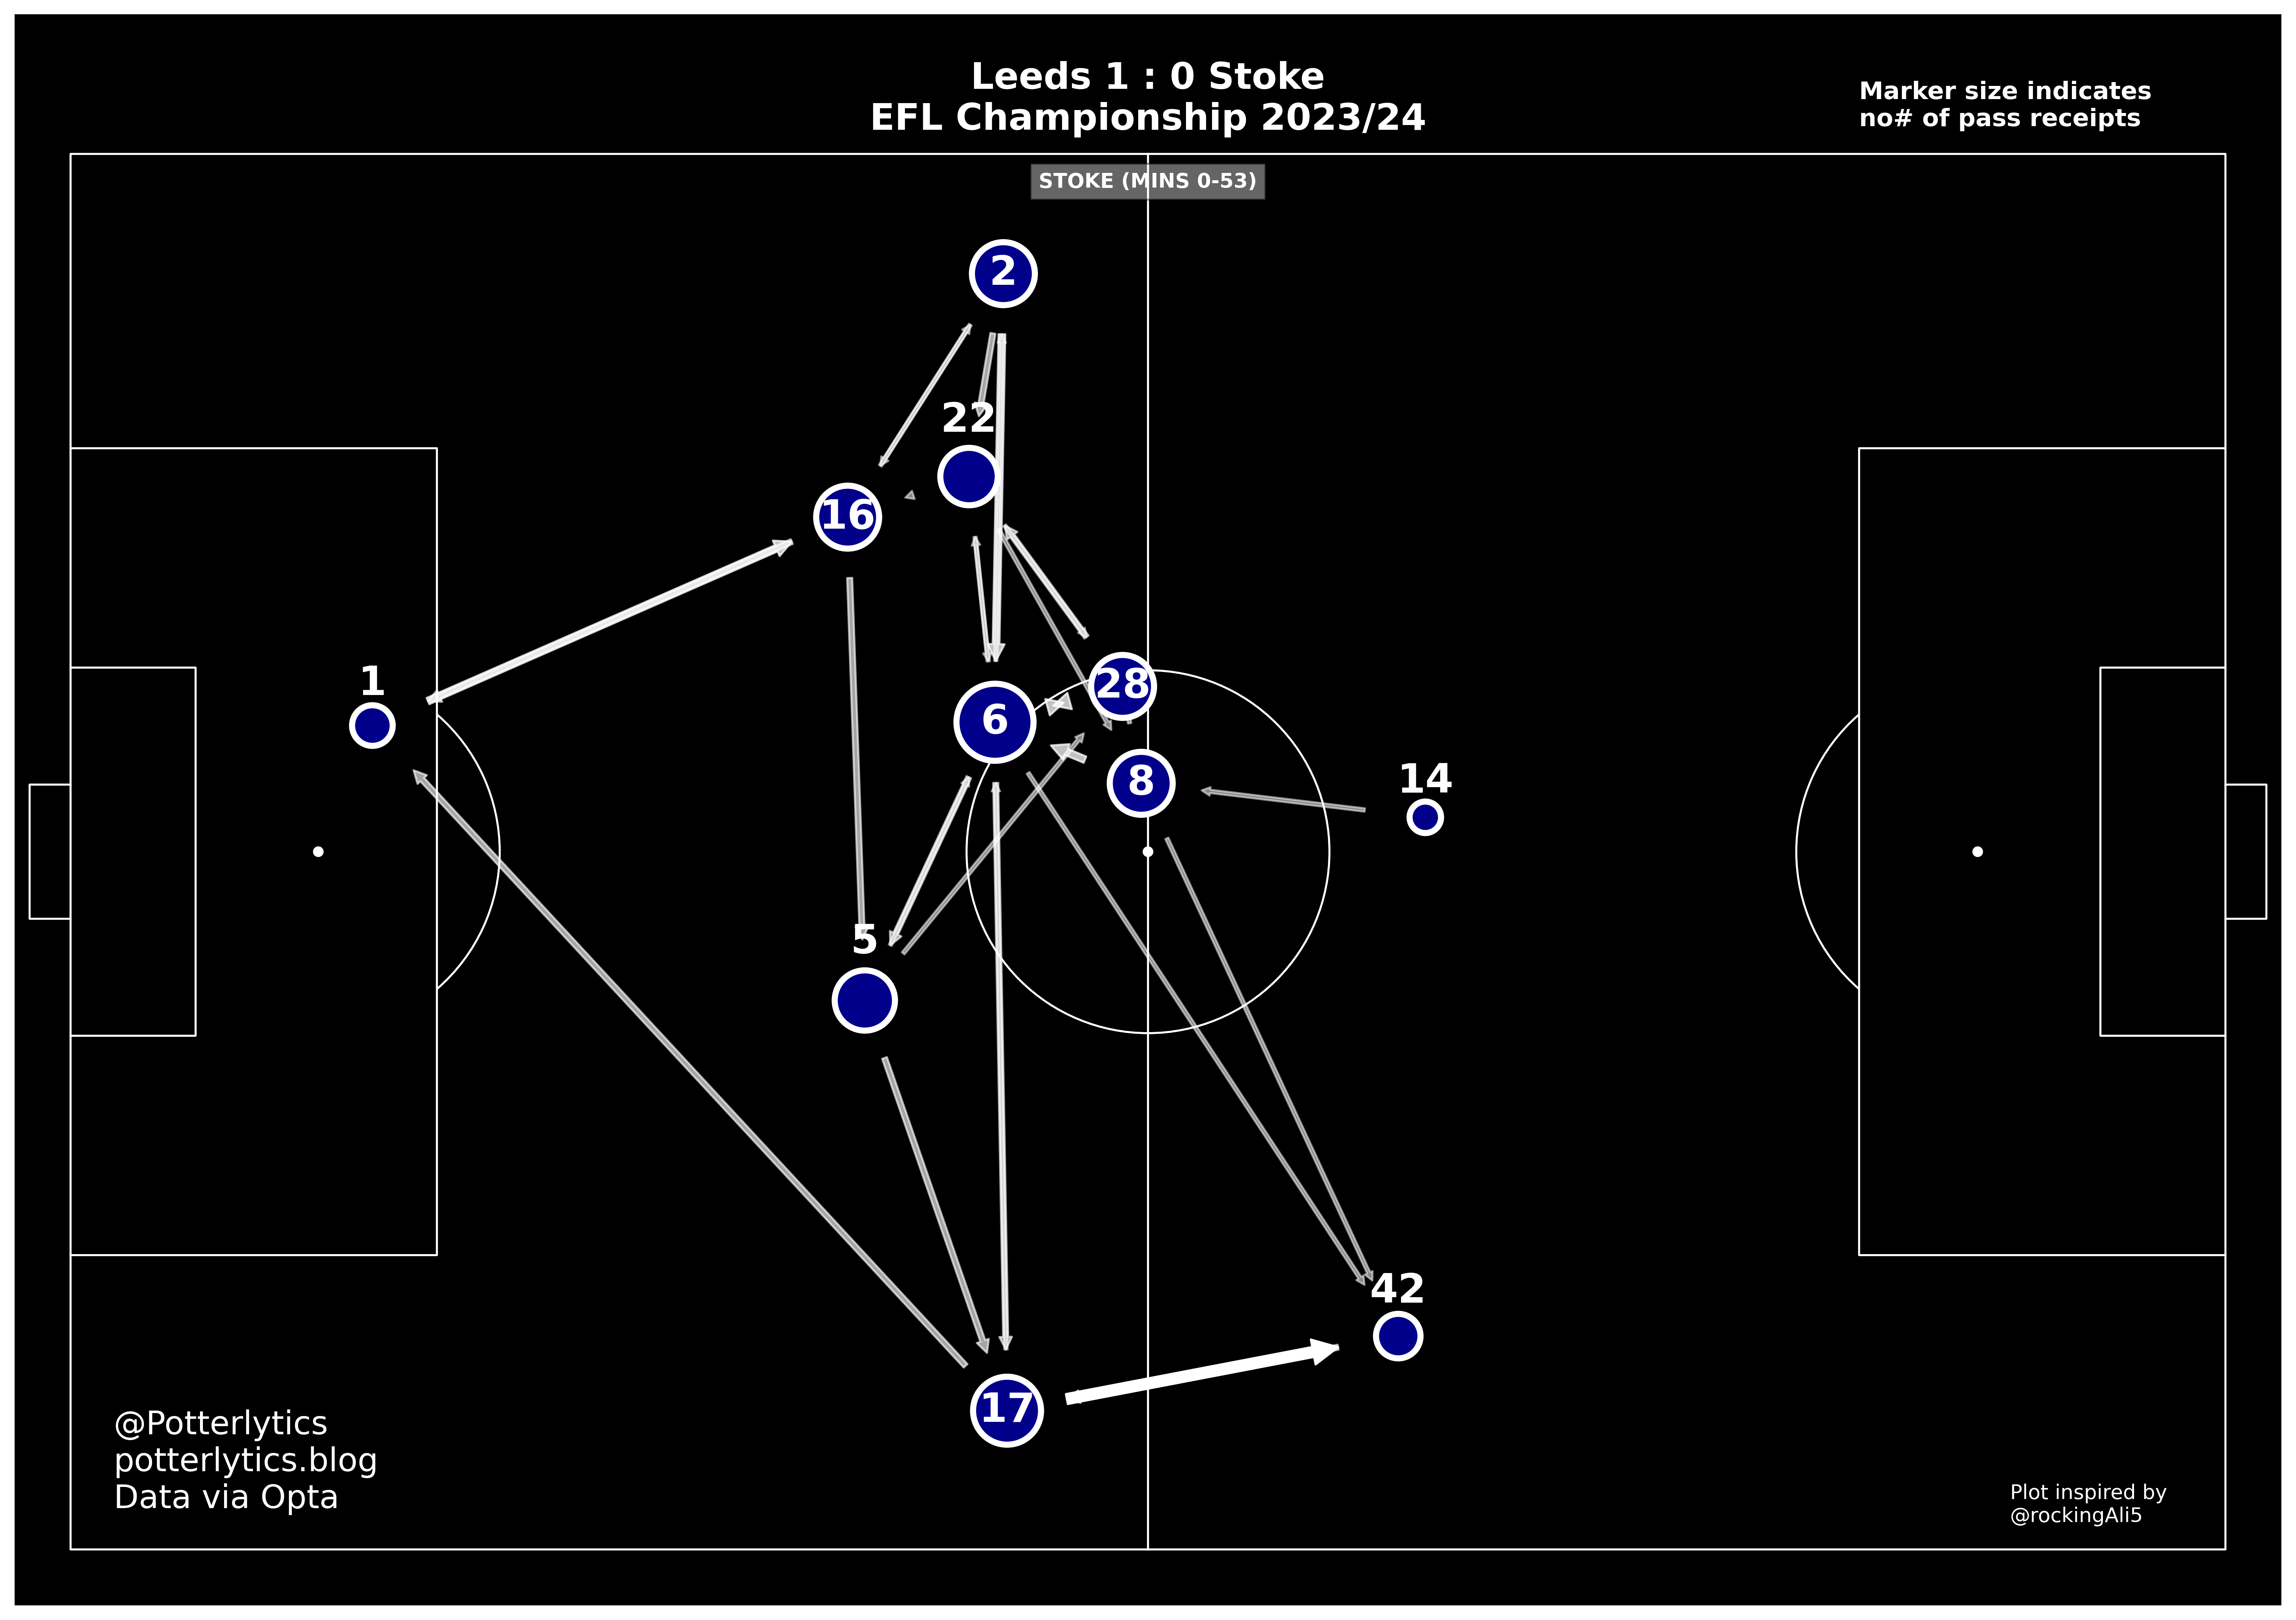 Leeds 1 : 0 Stoke
EFL Championship 2023/24
Marker size indicates
no# of pass receipts
STOKE (MINS 0-53)
2
22
16
1
28
6
8
14
5
42
17
@Potterlytics
potterlytics.blog
Data via Opta
Plot inspired by
@rockingAli5